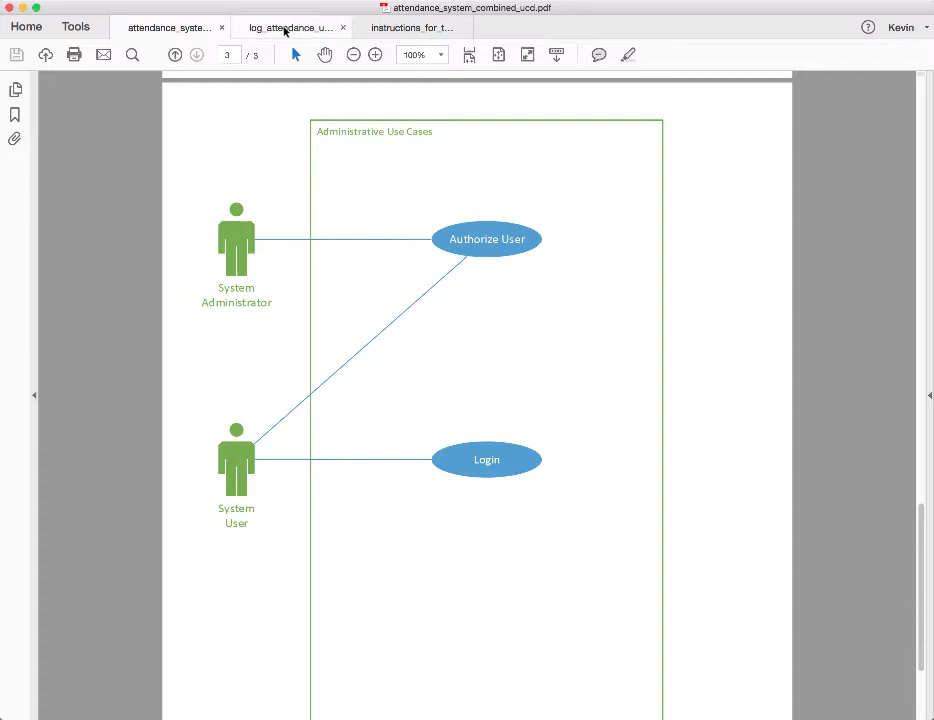 attendance_system_combined_ucd.pdf
Home Tools attendance_syste... × log_attendance_u... × instructions_for_t... Kevin
3 / 3 100%
Administrative Use Cases
Authorize User
System
Administrator
Login
System
User